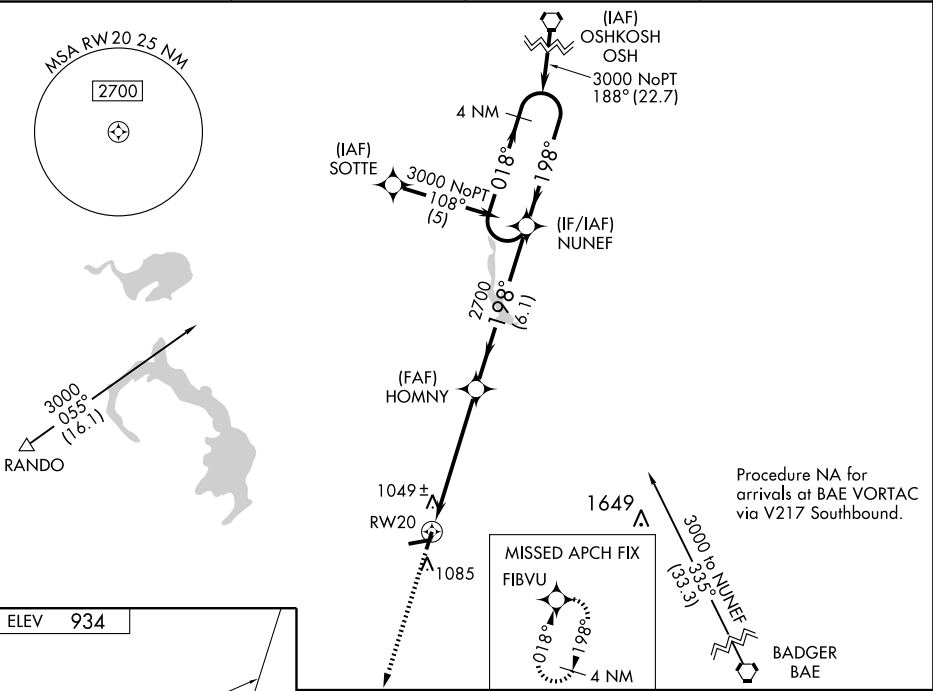 MSA RW20 25 NM
2700
(IAF)
OSHKOSH
OSH
3000 NoPT
188° (22.7)
4 NM
018°
198°
(IAF)
SOTTE
3000 NoPT
108°
(5)
(IF/IAF)
NUNEF
2700
198°
(6.1)
(FAF)
HOMNY
3000
055°
(16.1)
RANDO
1049 ±
RW20
1085
1649
Procedure NA for
arrivals at BAE VORTAC
via V217 Southbound.
MISSED APCH FIX
FIBVU
018°
198°
4 NM
3000 to NUNEF
335°
(33.3)
BADGER
BAE
ELEV 934